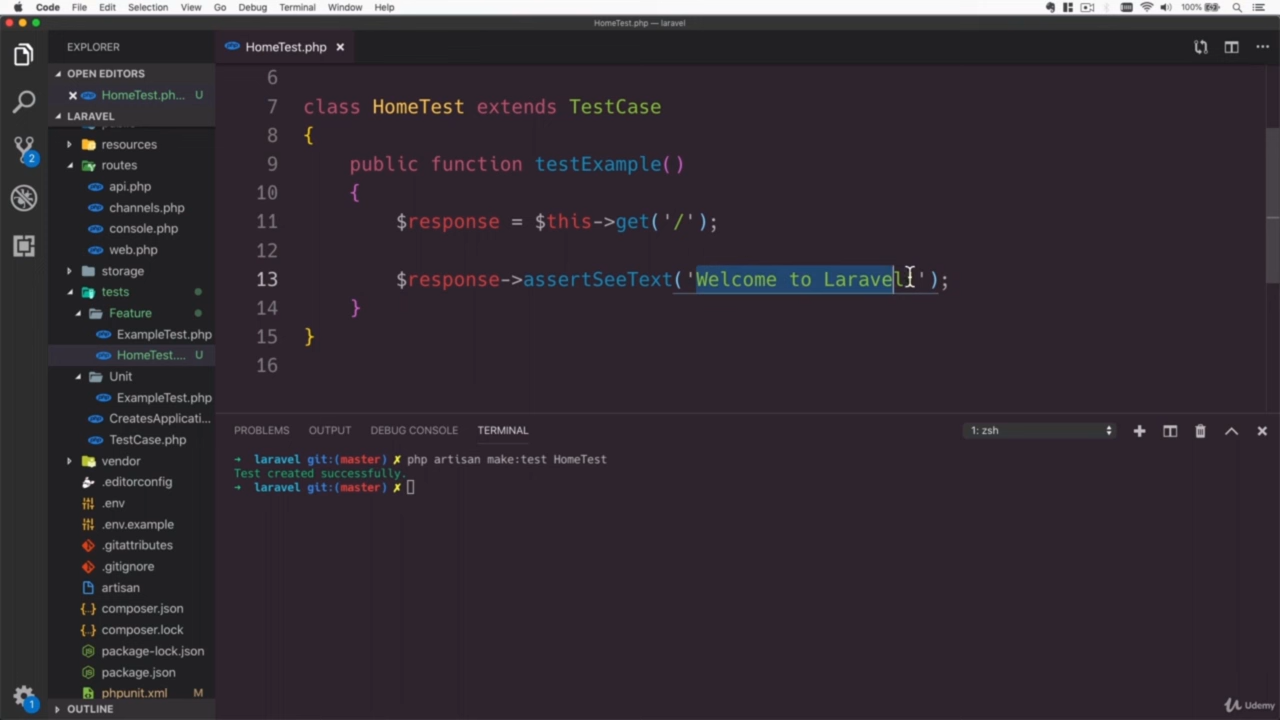 Code File Edit Selection View Go Debug Terminal Window Help 100%
HomeTest.php — laravel
EXPLORER
OPEN EDITORS
HomeTest.ph... U
LARAVEL
resources
routes
api.php
channels.php
console.php
web.php
storage
tests
Feature
ExampleTest.php
HomeTest.... U
Unit
ExampleTest.php
CreatesApplicati...
TestCase.php
vendor
.editorconfig
.env
.env.example
.gitattributes
.gitignore
artisan
composer.json
composer.lock
package-lock.json
package.json
phpunit.xml M
OUTLINE
2
1
HomeTest.php
6
7 class HomeTest extends TestCase
8 {
9 public function testExample()
10 {
11 $response = $this->get('/');
12
13 $response->assertSeeText('Welcome to Laravel!');
14 }
15 }
16
PROBLEMS OUTPUT DEBUG CONSOLE TERMINAL 1: zsh
➜ laravel git:(master) ✗ php artisan make:test HomeTest
Test created successfully.
➜ laravel git:(master) ✗
Udemy